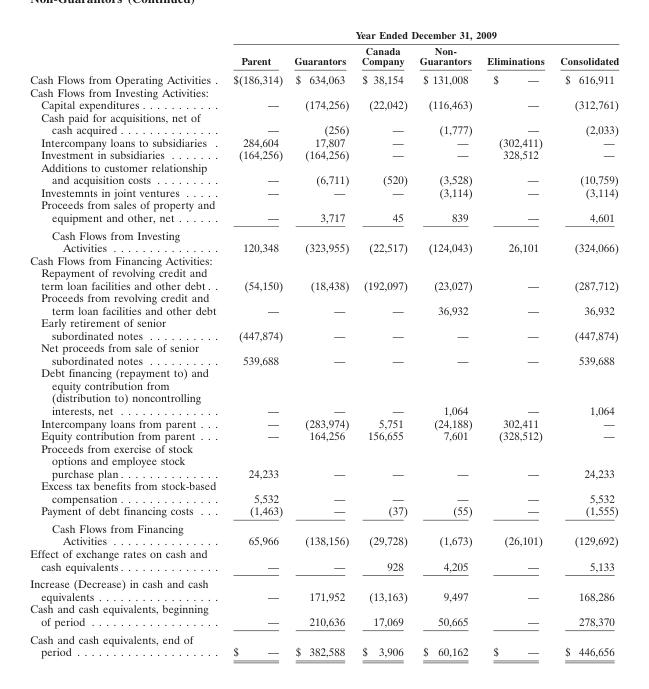 Non-Guarantors (Continued)
Year Ended December 31, 2009
Parent Guarantors Canada Company Non-Guarantors Eliminations Consolidated
Cash Flows from Operating Activities . $(186,314) $ 634,063 $ 38,154 $ 131,008 $ — $ 616,911
Cash Flows from Investing Activities:
Capital expenditures . . . . . . . . . . . — (174,256) (22,042) (116,463) — (312,761)
Cash paid for acquisitions, net of
cash acquired . . . . . . . . . . . . . . — (256) — (1,777) — (2,033)
Intercompany loans to subsidiaries . 284,604 17,807 — — (302,411) —
Investment in subsidiaries . . . . . . . (164,256) (164,256) — — 328,512 —
Additions to customer relationship
and acquisition costs . . . . . . . . . — (6,711) (520) (3,528) — (10,759)
Investemnts in joint ventures . . . . . — — — (3,114) — (3,114)
Proceeds from sales of property and
equipment and other, net . . . . . . — 3,717 45 839 — 4,601
Cash Flows from Investing
Activities . . . . . . . . . . . . . . . 120,348 (323,955) (22,517) (124,043) 26,101 (324,066)
Cash Flows from Financing Activities:
Repayment of revolving credit and
term loan facilities and other debt . . (54,150) (18,438) (192,097) (23,027) — (287,712)
Proceeds from revolving credit and
term loan facilities and other debt — — — 36,932 — 36,932
Early retirement of senior
subordinated notes . . . . . . . . . . (447,874) — — — — (447,874)
Net proceeds from sale of senior
subordinated notes . . . . . . . . . . 539,688 — — — — 539,688
Debt financing (repayment to) and
equity contribution from
(distribution to) noncontrolling
interests, net . . . . . . . . . . . . . . — — — 1,064 — 1,064
Intercompany loans from parent . . . — (283,974) 5,751 (24,188) 302,411 —
Equity contribution from parent . . . — 164,256 156,655 7,601 (328,512) —
Proceeds from exercise of stock
options and employee stock
purchase plan . . . . . . . . . . . . . . 24,233 — — — — 24,233
Excess tax benefits from stock-based
compensation . . . . . . . . . . . . . . 5,532 — — — — 5,532
Payment of debt financing costs . . . (1,463) — (37) (55) — (1,555)
Cash Flows from Financing
Activities . . . . . . . . . . . . . . . 65,966 (138,156) (29,728) (1,673) (26,101) (129,692)
Effect of exchange rates on cash and
cash equivalents . . . . . . . . . . . . . . — — 928 4,205 — 5,133
Increase (Decrease) in cash and cash
equivalents . . . . . . . . . . . . . . . . . — 171,952 (13,163) 9,497 — 168,286
Cash and cash equivalents, beginning
of period . . . . . . . . . . . . . . . . . . — 210,636 17,069 50,665 — 278,370
Cash and cash equivalents, end of
period . . . . . . . . . . . . . . . . . . . . $ — $ 382,588 $ 3,906 $ 60,162 $ — $ 446,656